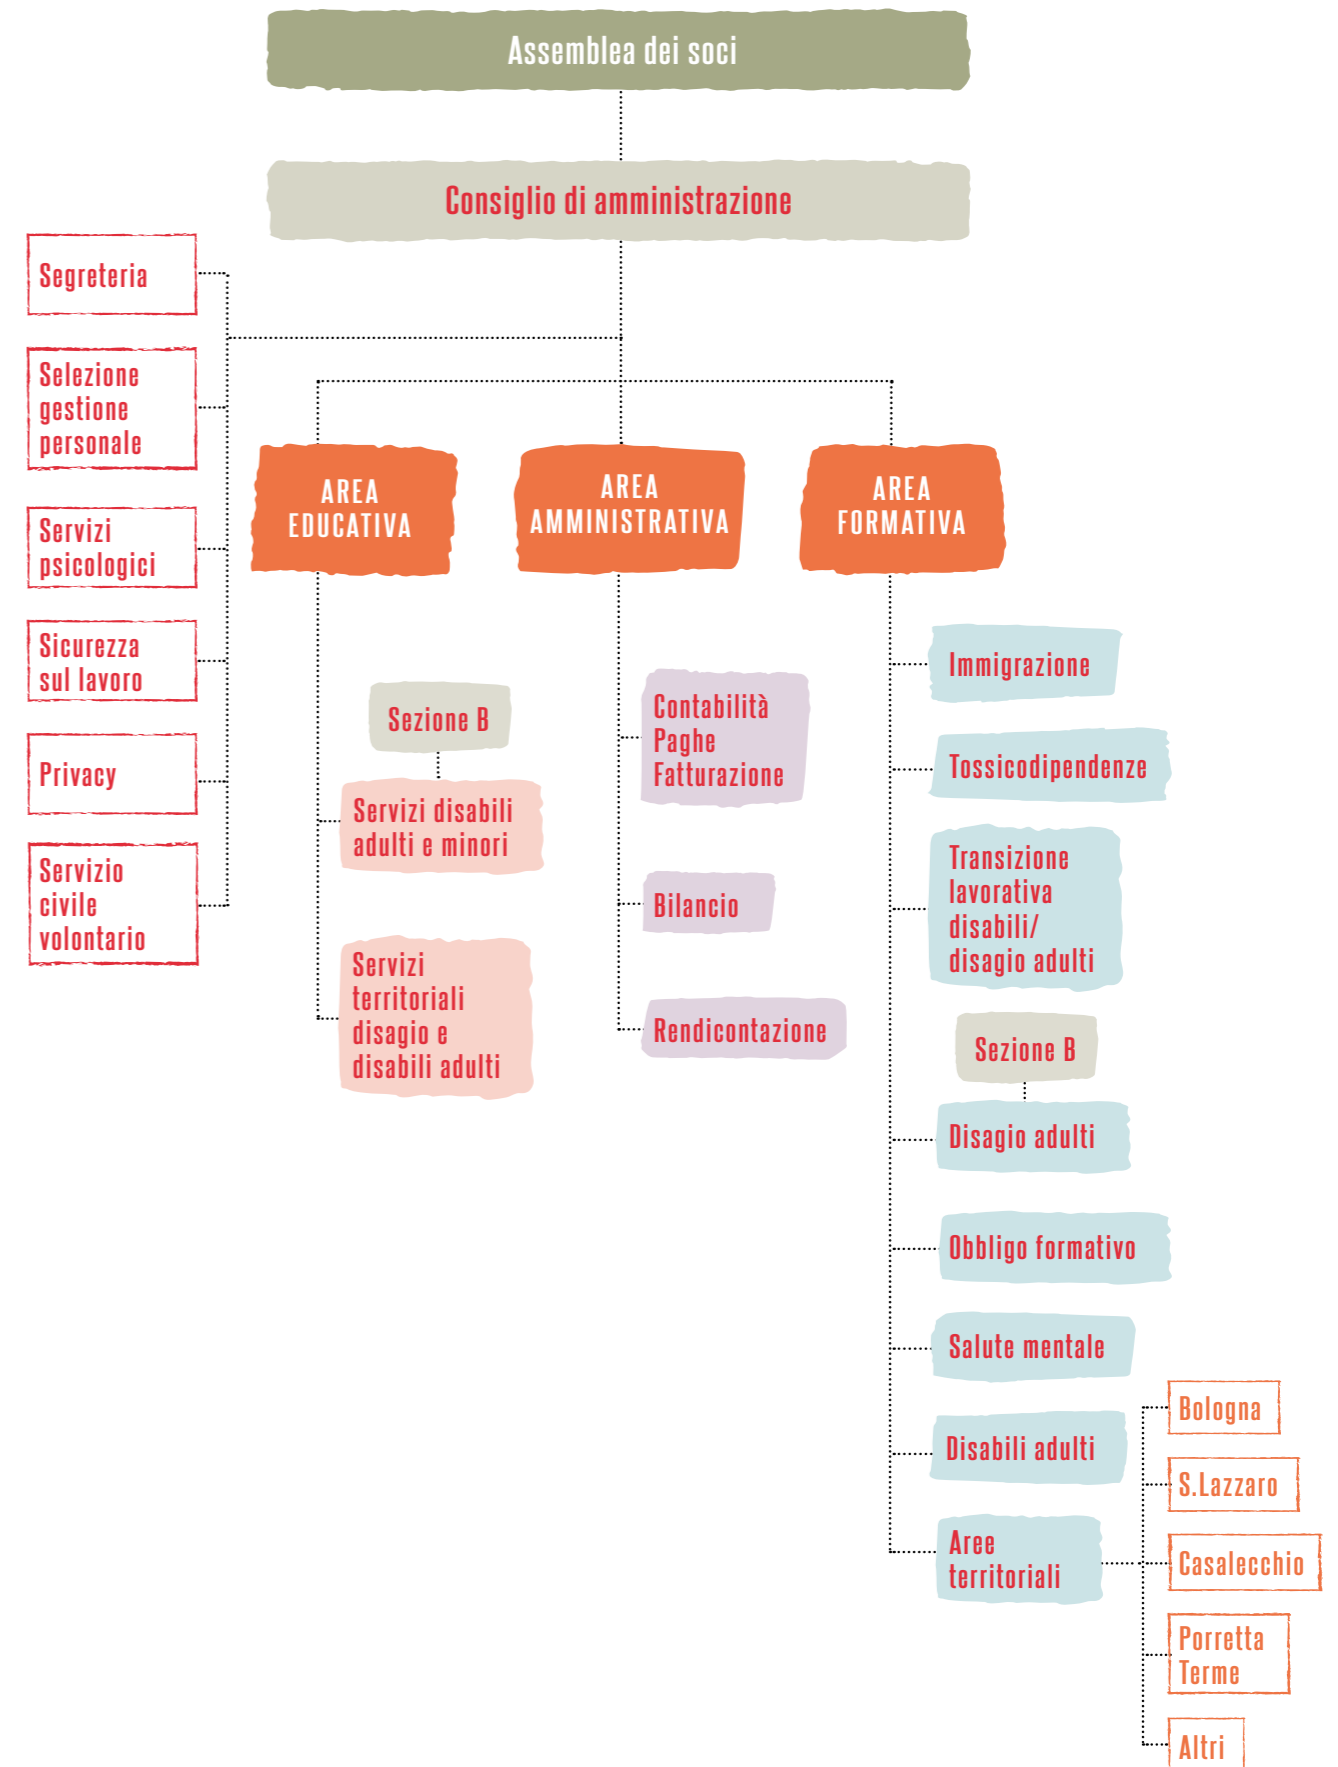 Assemblea dei soci
Consiglio di amministrazione
Segreteria
Selezione
gestione
personale
Servizi
psicologici
Sicurezza
sul lavoro
Privacy
Servizio
civile
volontario
AREA
EDUCATIVA
Sezione B
Servizi disabili
adulti e minori
Servizi
territoriali
disagio e
disabili adulti
AREA
AMMINISTRATIVA
Contabilità
Paghe
Fatturazione
Bilancio
Rendicontazione
AREA
FORMATIVA
Immigrazione
Tossicodipendenze
Transizione
lavorativa
disabili/
disagio adulti
Sezione B
Disagio adulti
Obbligo formativo
Salute mentale
Disabili adulti
Aree
territoriali
Bologna
S.Lazzaro
Casalecchio
Porretta
Terme
Altri